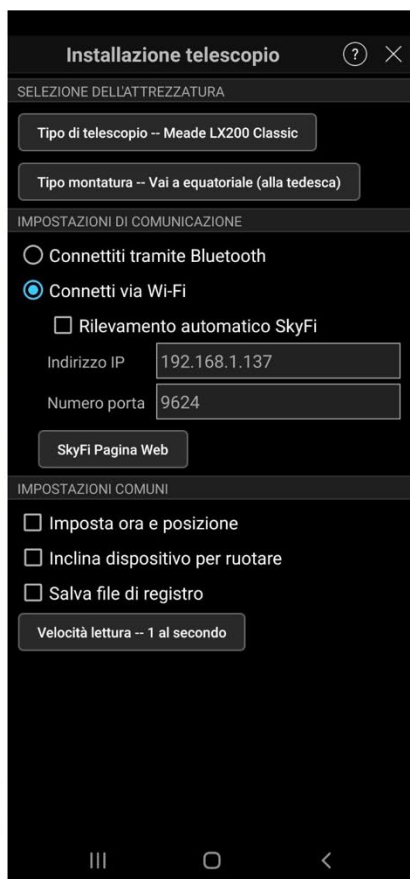 Installazione telescopio
?
SELEZIONE DELL'ATTREZZATURA
Tipo di telescopio -- Meade LX200 Classic
Tipo montatura -- Vai a equatoriale (alla tedesca)
IMPOSTAZIONI DI COMUNICAZIONE
Connettiti tramite Bluetooth
Connetti via Wi-Fi
Rilevamento automatico SkyFi
Indirizzo IP 192.168.1.137
Numero porta 9624
SkyFi Pagina Web
IMPOSTAZIONI COMUNI
Imposta ora e posizione
Inclina dispositivo per ruotare
Salva file di registro
Velocità lettura -- 1 al secondo